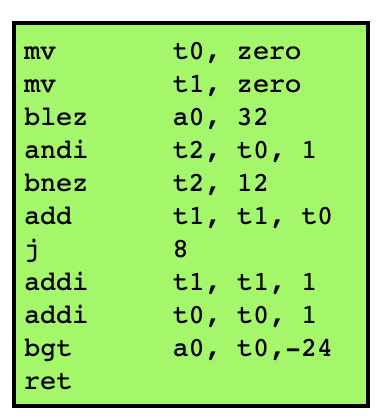 mv t0, zero
mv t1, zero
blez a0, 32
andi t2, t0, 1
bnez t2, 12
add t1, t1, t0
j 8
addi t1, t1, 1
addi t0, t0, 1
bgt a0, t0,-24
ret